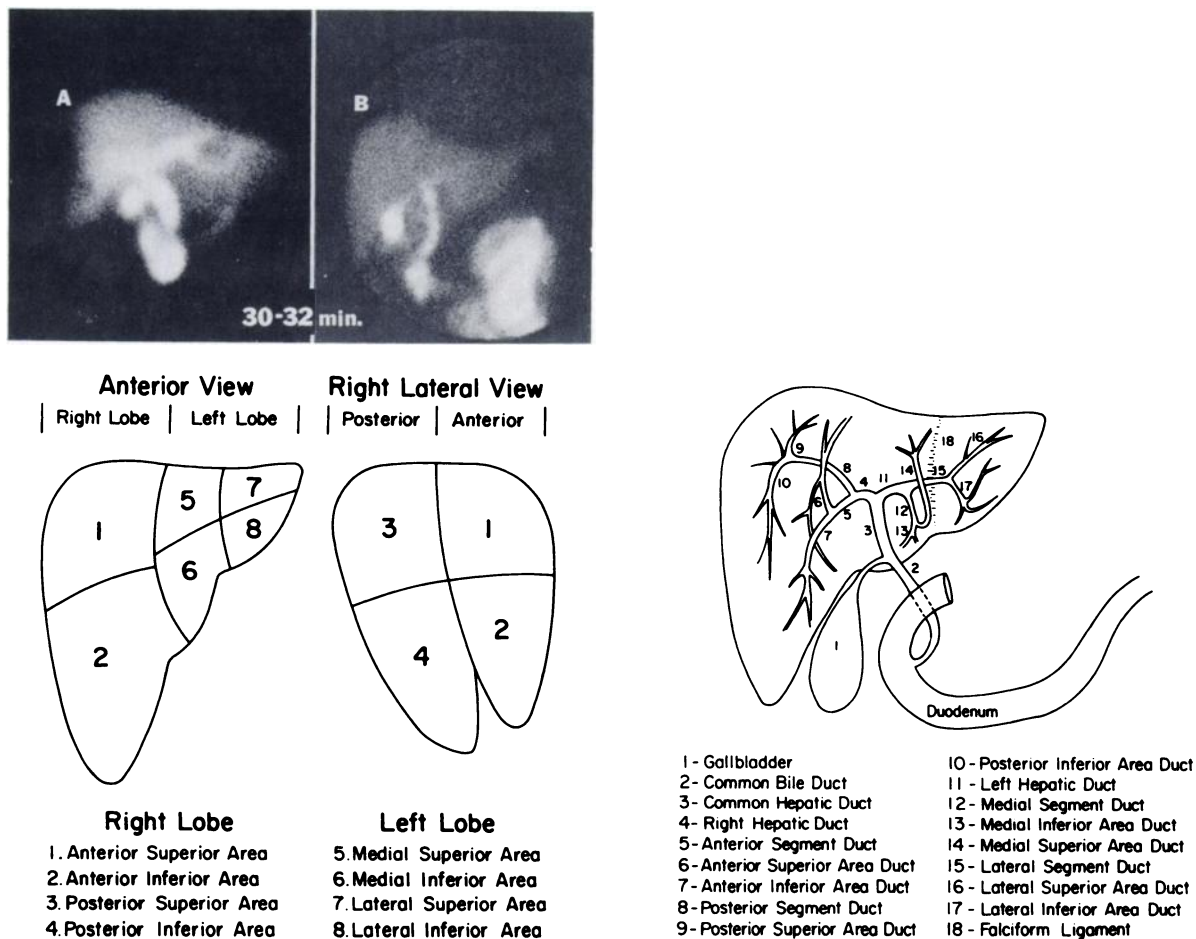 A
B
30-32 min.
Anterior View
Right Lobe
Left Lobe
Right Lateral View
Posterior
Anterior
5
7
1
8
6
2
3
1
4
2
Right Lobe
1. Anterior Superior Area
2. Anterior Inferior Area
3. Posterior Superior Area
4. Posterior Inferior Area
Left Lobe
5. Medial Superior Area
6. Medial Inferior Area
7. Lateral Superior Area
8. Lateral Inferior Area
9
18
16
10
8
4
11
14
15
17
6
5
12
3
13
7
2
1
Duodenum
1 - Gallbladder
2 - Common Bile Duct
3 - Common Hepatic Duct
4 - Right Hepatic Duct
5 - Anterior Segment Duct
6 - Anterior Superior Area Duct
7 - Anterior Inferior Area Duct
8 - Posterior Segment Duct
9 - Posterior Superior Area Duct
10 - Posterior Inferior Area Duct
11 - Left Hepatic Duct
12 - Medial Segment Duct
13 - Medial Inferior Area Duct
14 - Medial Superior Area Duct
15 - Lateral Segment Duct
16 - Lateral Superior Area Duct
17 - Lateral Inferior Area Duct
18 - Falciform Ligament